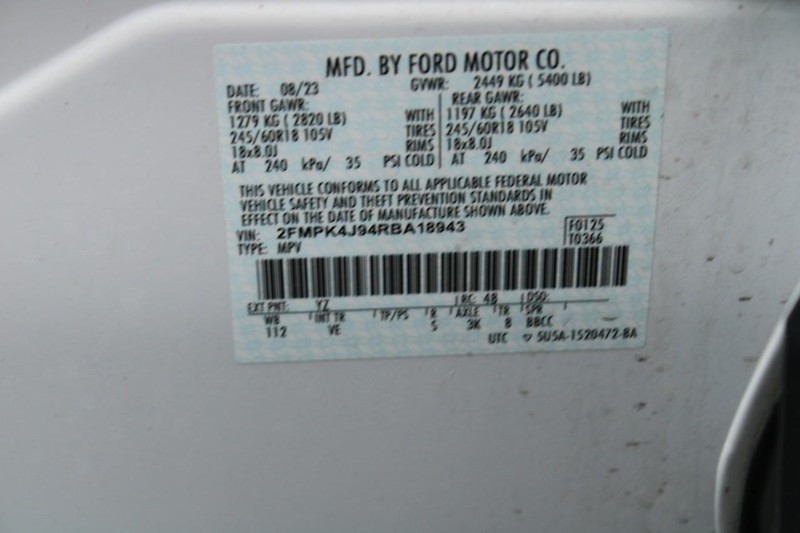 MFD. BY FORD MOTOR CO.
DATE: 08/23 GVWR: 2449 KG ( 5400 LB)
FRONT GAWR: REAR GAWR:
1279 KG ( 2820 LB) WITH 1197 KG ( 2640 LB) WITH
245/60R18 105V TIRES 245/60R18 105V TIRES
18x8.0J RIMS 18x8.0J RIMS
AT 240 kPa/ 35 PSI COLD AT 240 kPa/ 35 PSI COLD
THIS VEHICLE CONFORMS TO ALL APPLICABLE FEDERAL MOTOR
VEHICLE SAFETY AND THEFT PREVENTION STANDARDS IN
EFFECT ON THE DATE OF MANUFACTURE SHOWN ABOVE.
VIN: 2FMPK4J94RBA18943 F0125
TYPE: MPV T0366
EXT PNT: YZ RC: 48 DSO:
WB INT TR TP/PS R AXLE TR SPR
112 VE S 3K 8 BBCC
UTC SU5A-1520472-BA